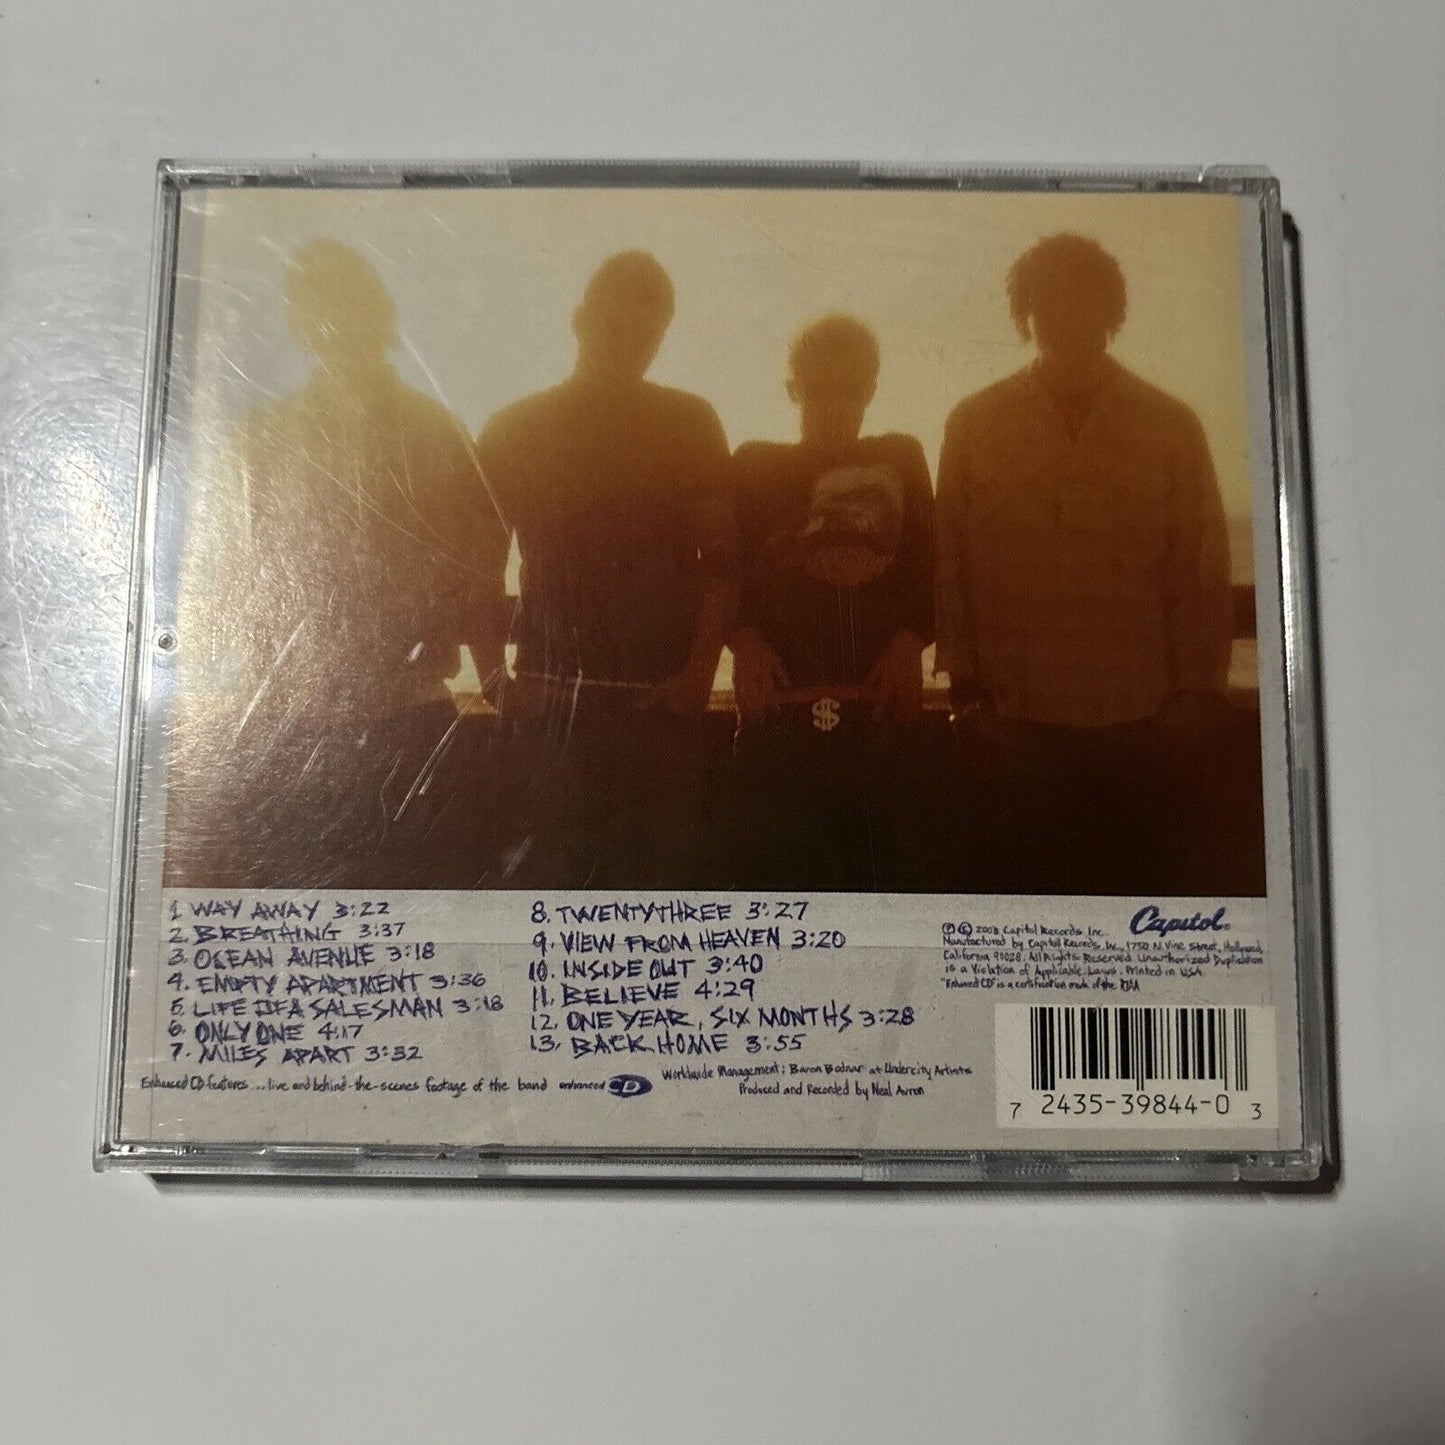 $
1. WAY AWAY 3:22
2. BREATHING 3:37
3. OCEAN AVENUE 3:18
4. EMPTY APARTMENT 3:36
5. LIFE OF A SALESMAN 3:18
6. ONLY ONE 4:17
7. MILES APART 3:32
8. TWENTYTHREE 3:27
9. VIEW FROM HEAVEN 3:20
10. INSIDE OUT 3:40
11. BELIEVE 4:29
12. ONE YEAR, SIX MONTHS 3:28
13. BACK HOME 3:55
Enhanced CD features ... live and behind-the-scenes footage of the band enhanced CD
Worldwide Management: Baron Bodnar at Undercity Artists
Produced and Recorded by Neal Avron
Capitol®
℗ © 2003 Capitol Records, Inc.
Manufactured by Capitol Records, Inc., 1750 N. Vine Street, Hollywood,
California 90028. All Rights Reserved. Unauthorized Duplication
is a Violation of Applicable Laws. Printed in U.S.A.
"Enhanced CD" is a certification mark of the RIAA
7 2435-39844-0 3